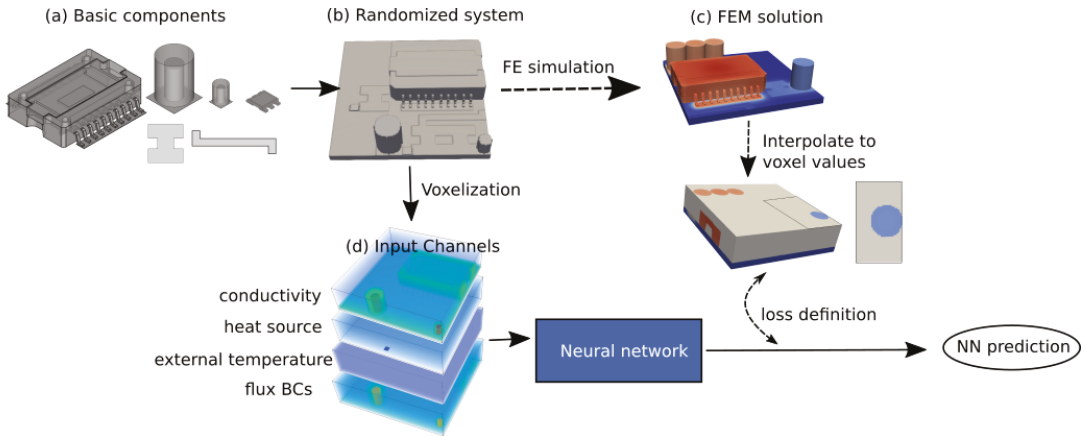 (a) Basic components
(b) Randomized system
(c) FEM solution
FE simulation
Interpolate to
voxel values
Voxelization
(d) Input Channels
conductivity
heat source
external temperature
flux BCs
Neural network
loss definition
NN prediction